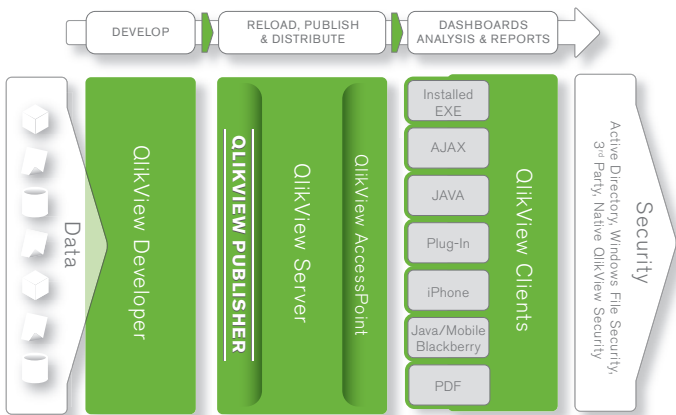 DEVELOP
RELOAD, PUBLISH
& DISTRIBUTE
DASHBOARDS
ANALYSIS & REPORTS
Data
QlikView Developer
QLIKVIEW PUBLISHER
QlikView Server
QlikView AccessPoint
Installed
EXE
AJAX
JAVA
Plug-In
iPhone
Java/Mobile
Blackberry
PDF
QlikView Clients
Security
Active Directory, Windows File Security,
3rd Party, Native QlikView Security